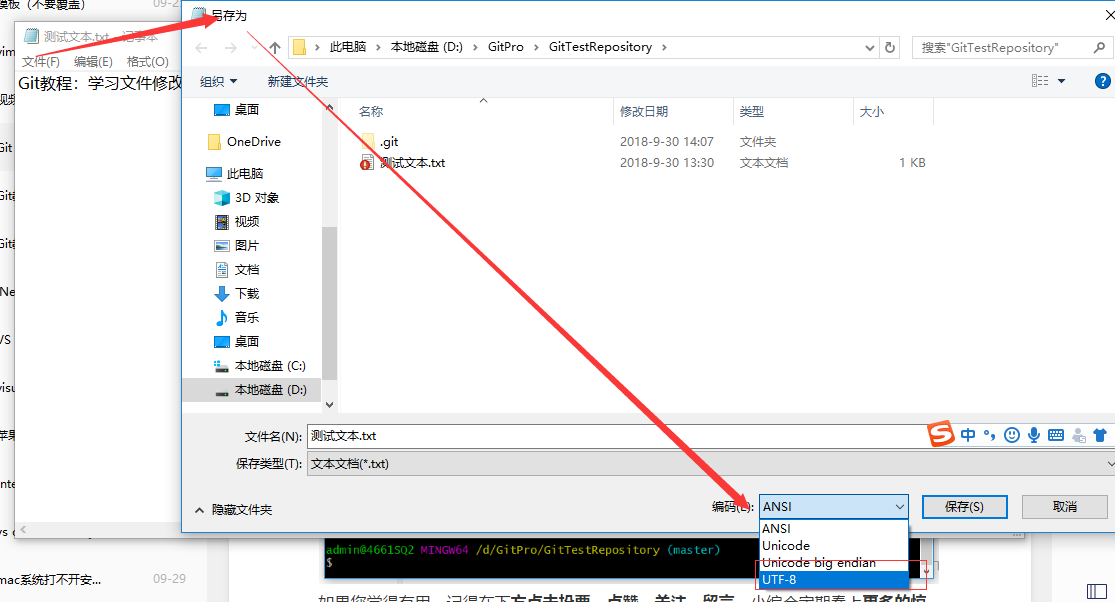 模板（不要覆盖）
09-2
另存为
测试文本.txt - 记事本
文件(F) 编辑(E) 格式(O)
Git教程：学习文件修改
此电脑 本地磁盘 (D:) GitPro GitTestRepository
搜索"GitTestRepository"
组织 新建文件夹
名称 修改日期 类型 大小
桌面
OneDrive
此电脑
3D 对象
视频
图片
文档
下载
音乐
桌面
本地磁盘 (C:)
本地磁盘 (D:)
.git 2018-9-30 14:07 文件夹
测试文本.txt 2018-9-30 13:30 文本文档 1 KB
文件名(N): 测试文本.txt
中
保存类型(T): 文本文档(*.txt)
隐藏文件夹
编码(E): ANSI
保存(S) 取消
ANSI
Unicode
Unicode big endian
UTF-8
admin@4661SQ2 MINGW64 /d/GitPro/GitTestRepository (master)
$
mac系统打不开安... 09-29
如果您觉得有用，记得在下方点击投票、点赞、关注、留言，小编会定期奉上更多的惊